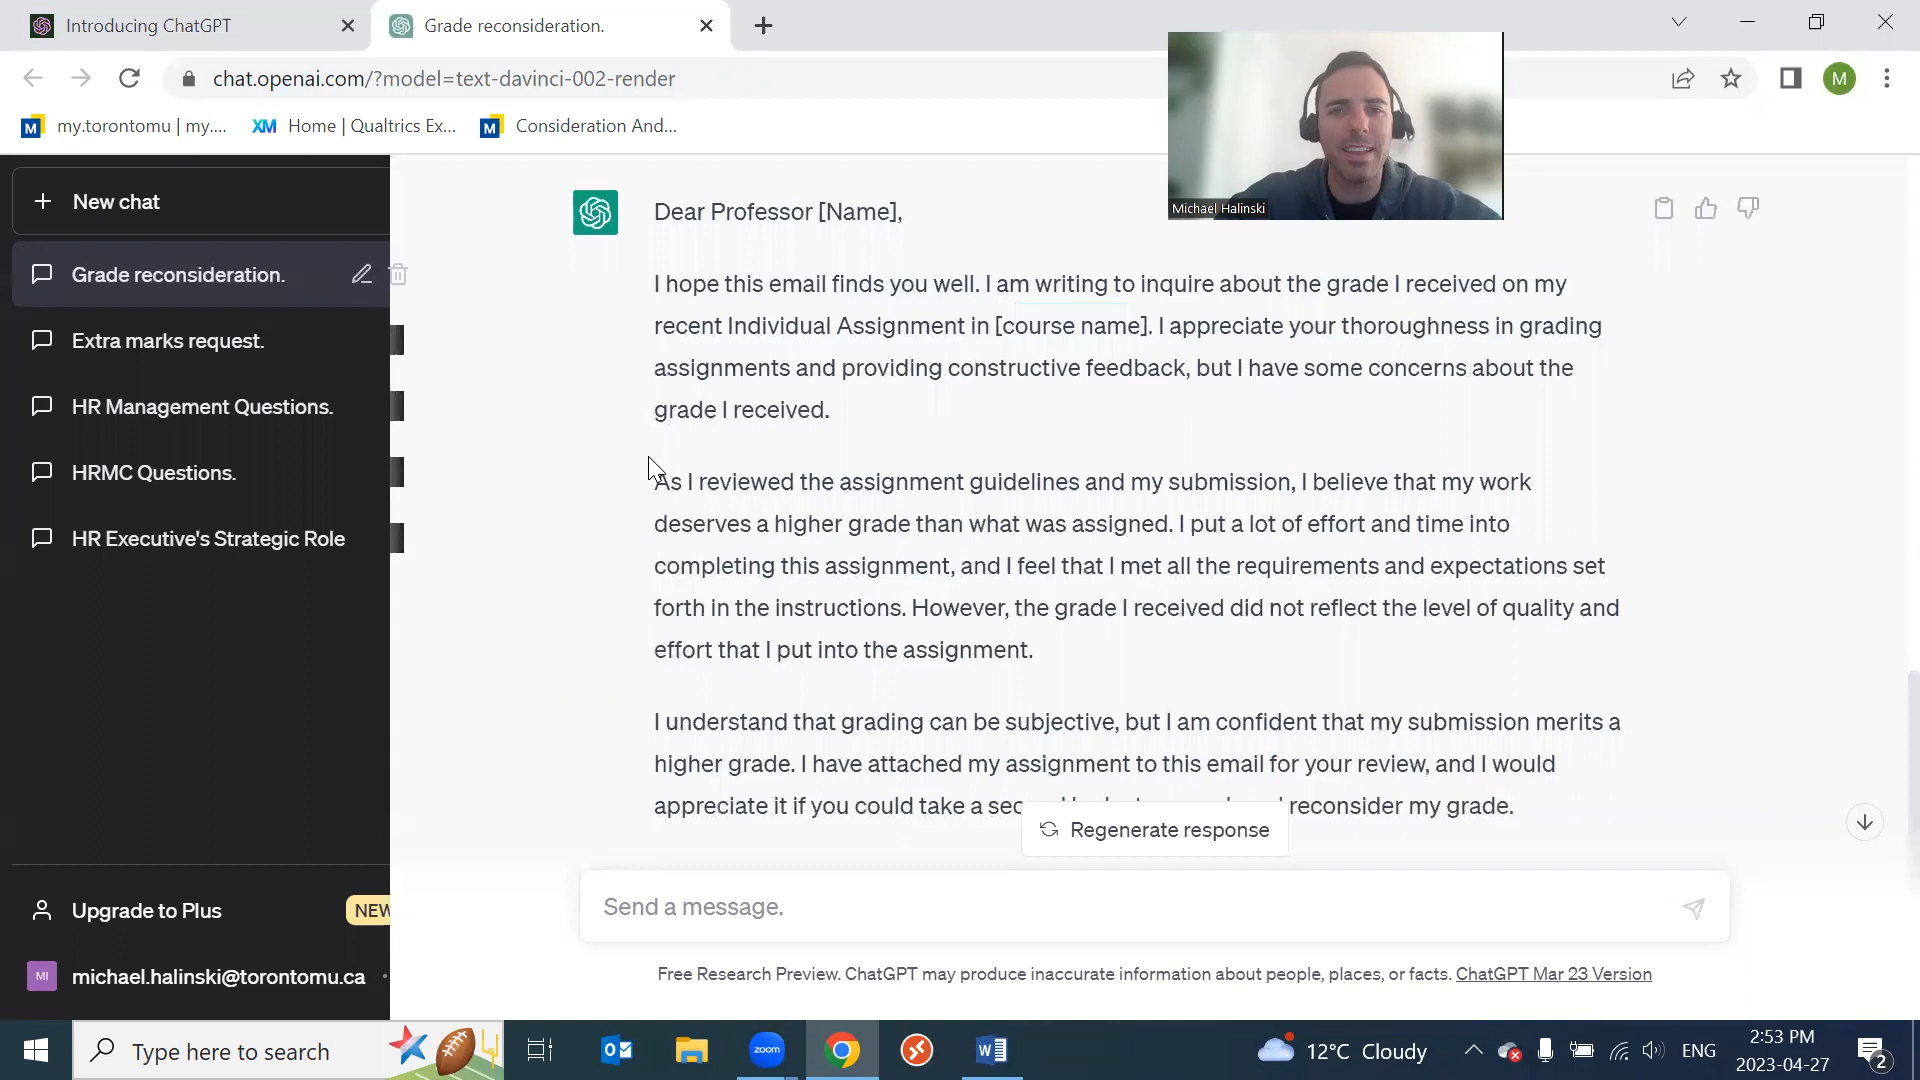 Introducing ChatGPT
Grade reconsideration.
chat.openai.com/?model=text-davinci-002-render
M
my.torontomu | my....
XM Home | Qualtrics Ex...
M Consideration And...
Michael Halinski
New chat
Grade reconsideration.
Extra marks request.
HR Management Questions.
HRMC Questions.
HR Executive's Strategic Role
Upgrade to Plus
NEW
MI michael.halinski@torontomu.ca
Dear Professor [Name],
I hope this email finds you well. I am writing to inquire about the grade I received on my
recent Individual Assignment in [course name]. I appreciate your thoroughness in grading
assignments and providing constructive feedback, but I have some concerns about the
grade I received.
As I reviewed the assignment guidelines and my submission, I believe that my work
deserves a higher grade than what was assigned. I put a lot of effort and time into
completing this assignment, and I feel that I met all the requirements and expectations set
forth in the instructions. However, the grade I received did not reflect the level of quality and
effort that I put into the assignment.
I understand that grading can be subjective, but I am confident that my submission merits a
higher grade. I have attached my assignment to this email for your review, and I would
appreciate it if you could take a reconsider my grade.
Regenerate response
Send a message.
Free Research Preview. ChatGPT may produce inaccurate information about people, places, or facts. ChatGPT Mar 23 Version
Type here to search
zoom
12°C Cloudy
ENG
2:53 PM
2023-04-27
2